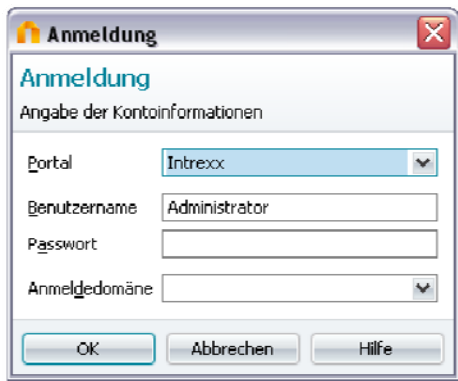 Anmeldung
Anmeldung
Angabe der Kontoinformationen
Portal Intrexx
Benutzername Administrator
Passwort
Anmeldedomäne
OK Abbrechen Hilfe